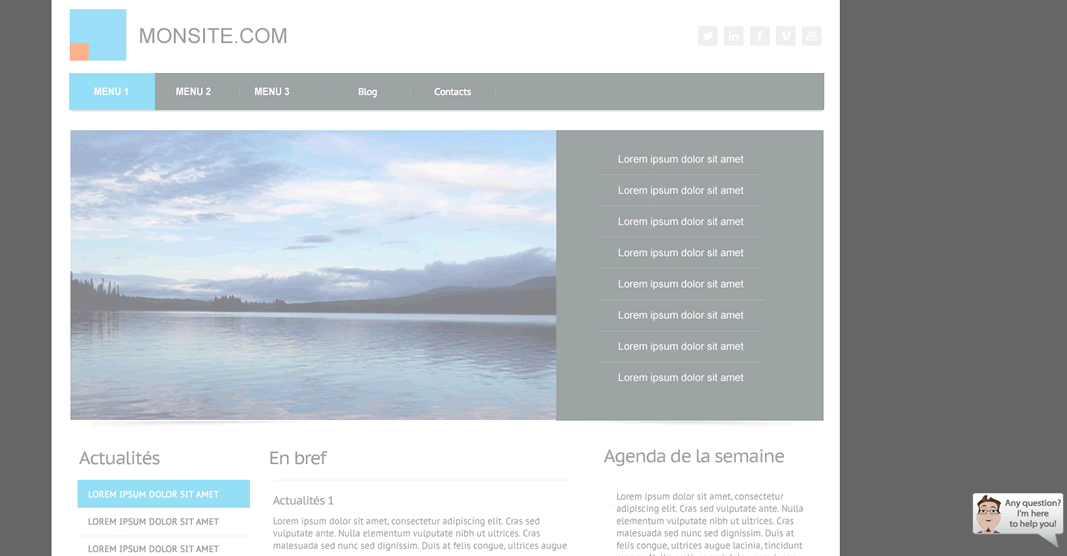 MONSITE.COM
MENU 1 MENU 2 MENU 3 Blog Contacts
Lorem ipsum dolor sit amet
Lorem ipsum dolor sit amet
Lorem ipsum dolor sit amet
Lorem ipsum dolor sit amet
Lorem ipsum dolor sit amet
Lorem ipsum dolor sit amet
Lorem ipsum dolor sit amet
Lorem ipsum dolor sit amet
Actualités
LOREM IPSUM DOLOR SIT AMET
LOREM IPSUM DOLOR SIT AMET
LOREM IPSUM DOLOR SIT AMET
En bref
Actualités 1
Lorem ipsum dolor sit amet, consectetur adipiscing elit. Cras sed
vulputate ante. Nulla elementum vulputate nibh ut ultrices. Cras
malesuada sed nunc sed dignissim. Duis at felis congue, ultrices augue
Agenda de la semaine
Lorem ipsum dolor sit amet, consectetur
adipiscing elit. Cras sed vulputate ante. Nulla
elementum vulputate nibh ut ultrices. Cras
malesuada sed nunc sed dignissim. Duis at
felis congue, ultrices augue lacinia, tincidunt
Any question?
I'm here
to help you!